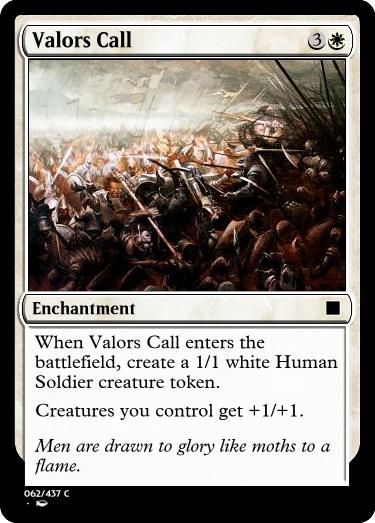 Valors Call 3
Enchantment
When Valors Call enters the
battlefield, create a 1/1 white Human
Soldier creature token.
Creatures you control get +1/+1.
Men are drawn to glory like moths to a
flame.
062/437 C